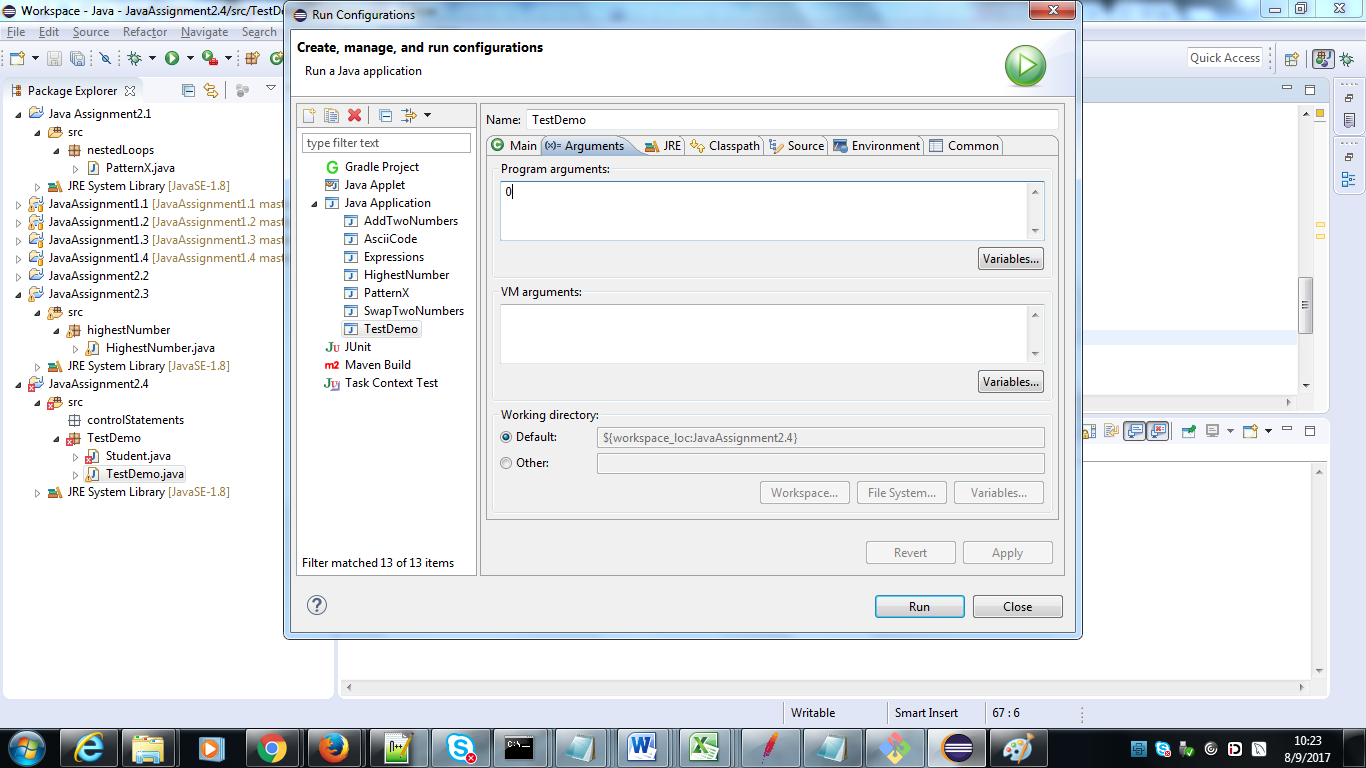 Workspace - Java - JavaAssignment2.4/src/TestDe
File Edit Source Refactor Navigate Search
Quick Access
Package Explorer
Java Assignment2.1
src
nestedLoops
PatternX.java
JRE System Library [JavaSE-1.8]
JavaAssignment1.1 [JavaAssignment1.1 mast
JavaAssignment1.2 [JavaAssignment1.2 mast
JavaAssignment1.3 [JavaAssignment1.3 mast
JavaAssignment1.4 [JavaAssignment1.4 mast
JavaAssignment2.2
JavaAssignment2.3
src
highestNumber
HighestNumber.java
JRE System Library [JavaSE-1.8]
JavaAssignment2.4
src
controlStatements
TestDemo
Student.java
TestDemo.java
JRE System Library [JavaSE-1.8]
Run Configurations
Create, manage, and run configurations
Run a Java application
type filter text
Gradle Project
Java Applet
Java Application
AddTwoNumbers
AsciiCode
Expressions
HighestNumber
PatternX
SwapTwoNumbers
TestDemo
JUnit
Maven Build
Task Context Test
Filter matched 13 of 13 items
Name: TestDemo
Main Arguments JRE Classpath Source Environment Common
Program arguments:
0
Variables...
VM arguments:
Variables...
Working directory:
Default: ${workspace_loc:JavaAssignment2.4}
Other:
Workspace... File System... Variables...
Revert Apply
Run Close
Writable Smart Insert 67 : 6
10:23
8/9/2017